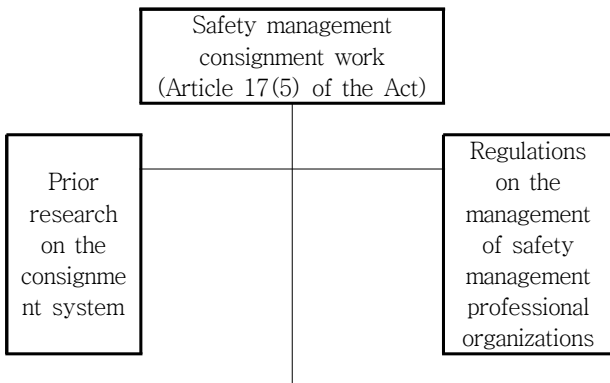 Safety management
consignment work
(Article 17(5) of the Act)
Prior
research
on the
consignme
nt system
Regulations
on the
management
of safety
management
professional
organizations